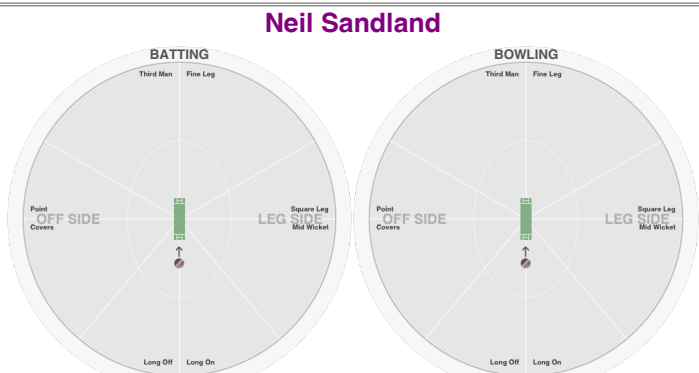 Neil Sandland
BATTING
Third Man Fine Leg
Point
OFF SIDE
Covers
Square Leg
LEG SIDE
Mid Wicket
Long Off Long On
BOWLING
Third Man Fine Leg
Point
OFF SIDE
Covers
Square Leg
LEG SIDE
Mid Wicket
Long Off Long On